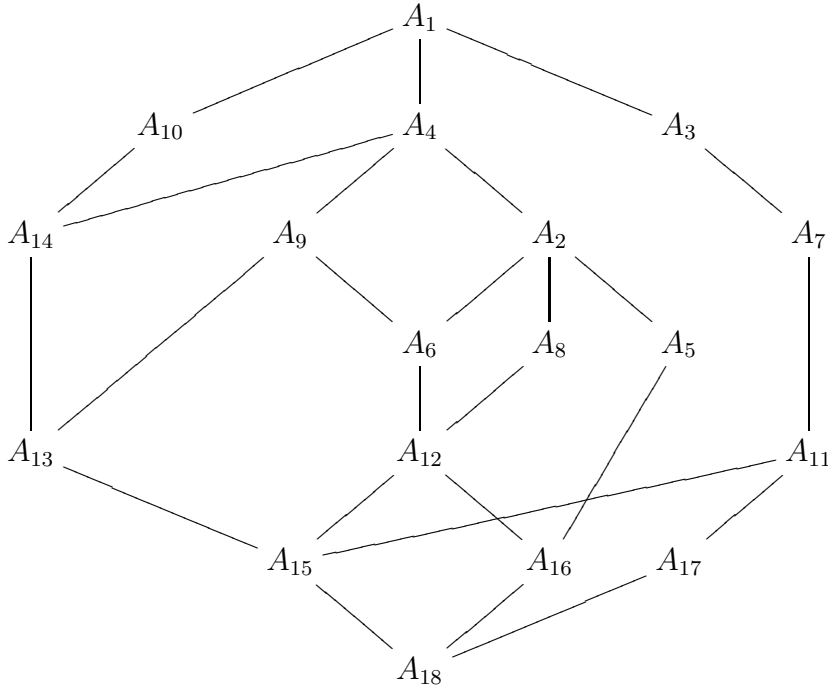 A₁
A₁₀ A₄ A₃
A₁₄ A₉ A₂ A₇
A₆ A₈ A₅
A₁₃ A₁₂ A₁₁
A₁₅ A₁₆ A₁₇
A₁₈